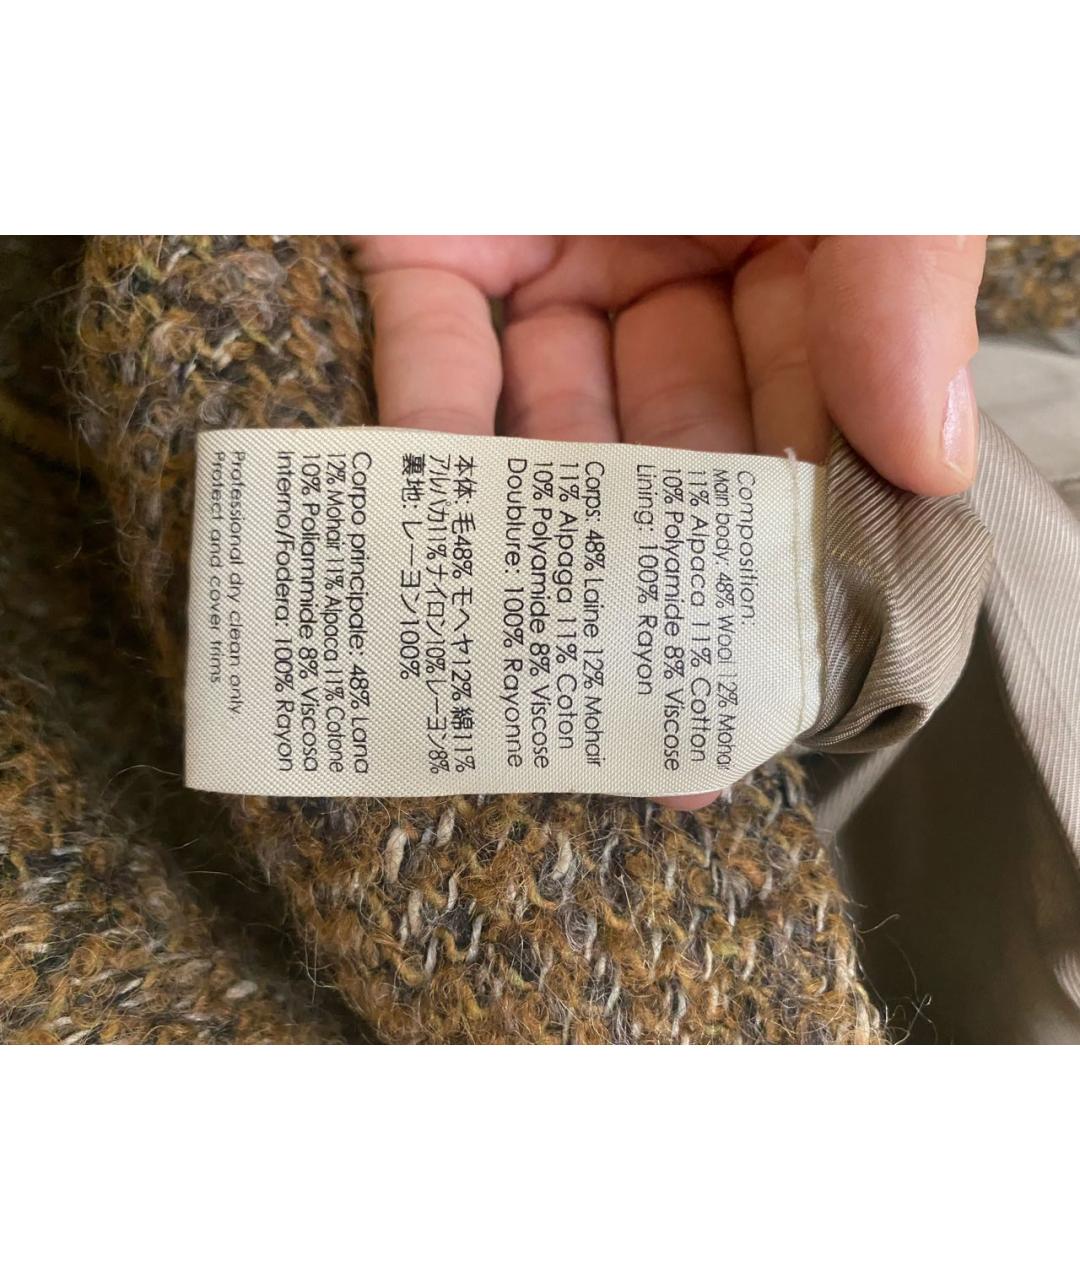 Composition:
Main body: 48% Wool 12% Mohair
11% Alpaca 11% Cotton
10% Polyamide 8% Viscose
Lining: 100% Rayon
Corps: 48% Laine 12% Mohair
11% Alpaga 11% Coton
10% Polyamide 8% Viscose
Doublure: 100% Rayonne
本体: 毛48% モヘヤ12% 綿11%
アルパカ11% ナイロン10% レーヨン8%
裏地: レーヨン100%
Corpo principale: 48% Lana
12% Mohair 11% Alpaca 11% Cotone
10% Poliammide 8% Viscosa
Interno/Fodera: 100% Rayon
Professional dry clean only
Protect and cover trims